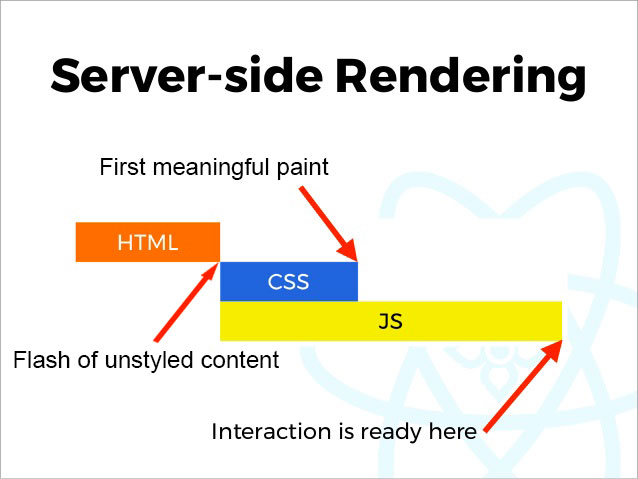 Server-side Rendering
First meaningful paint
HTML
CSS
JS
Flash of unstyled content
Interaction is ready here